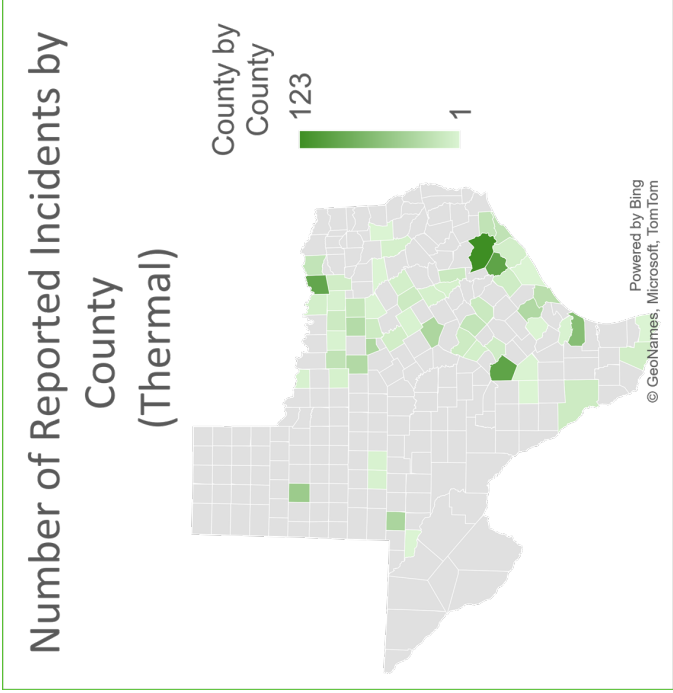 Number of Reported Incidents by
County
(Thermal)
County by
County
123
1
Powered by Bing
© GeoNames, Microsoft, TomTom